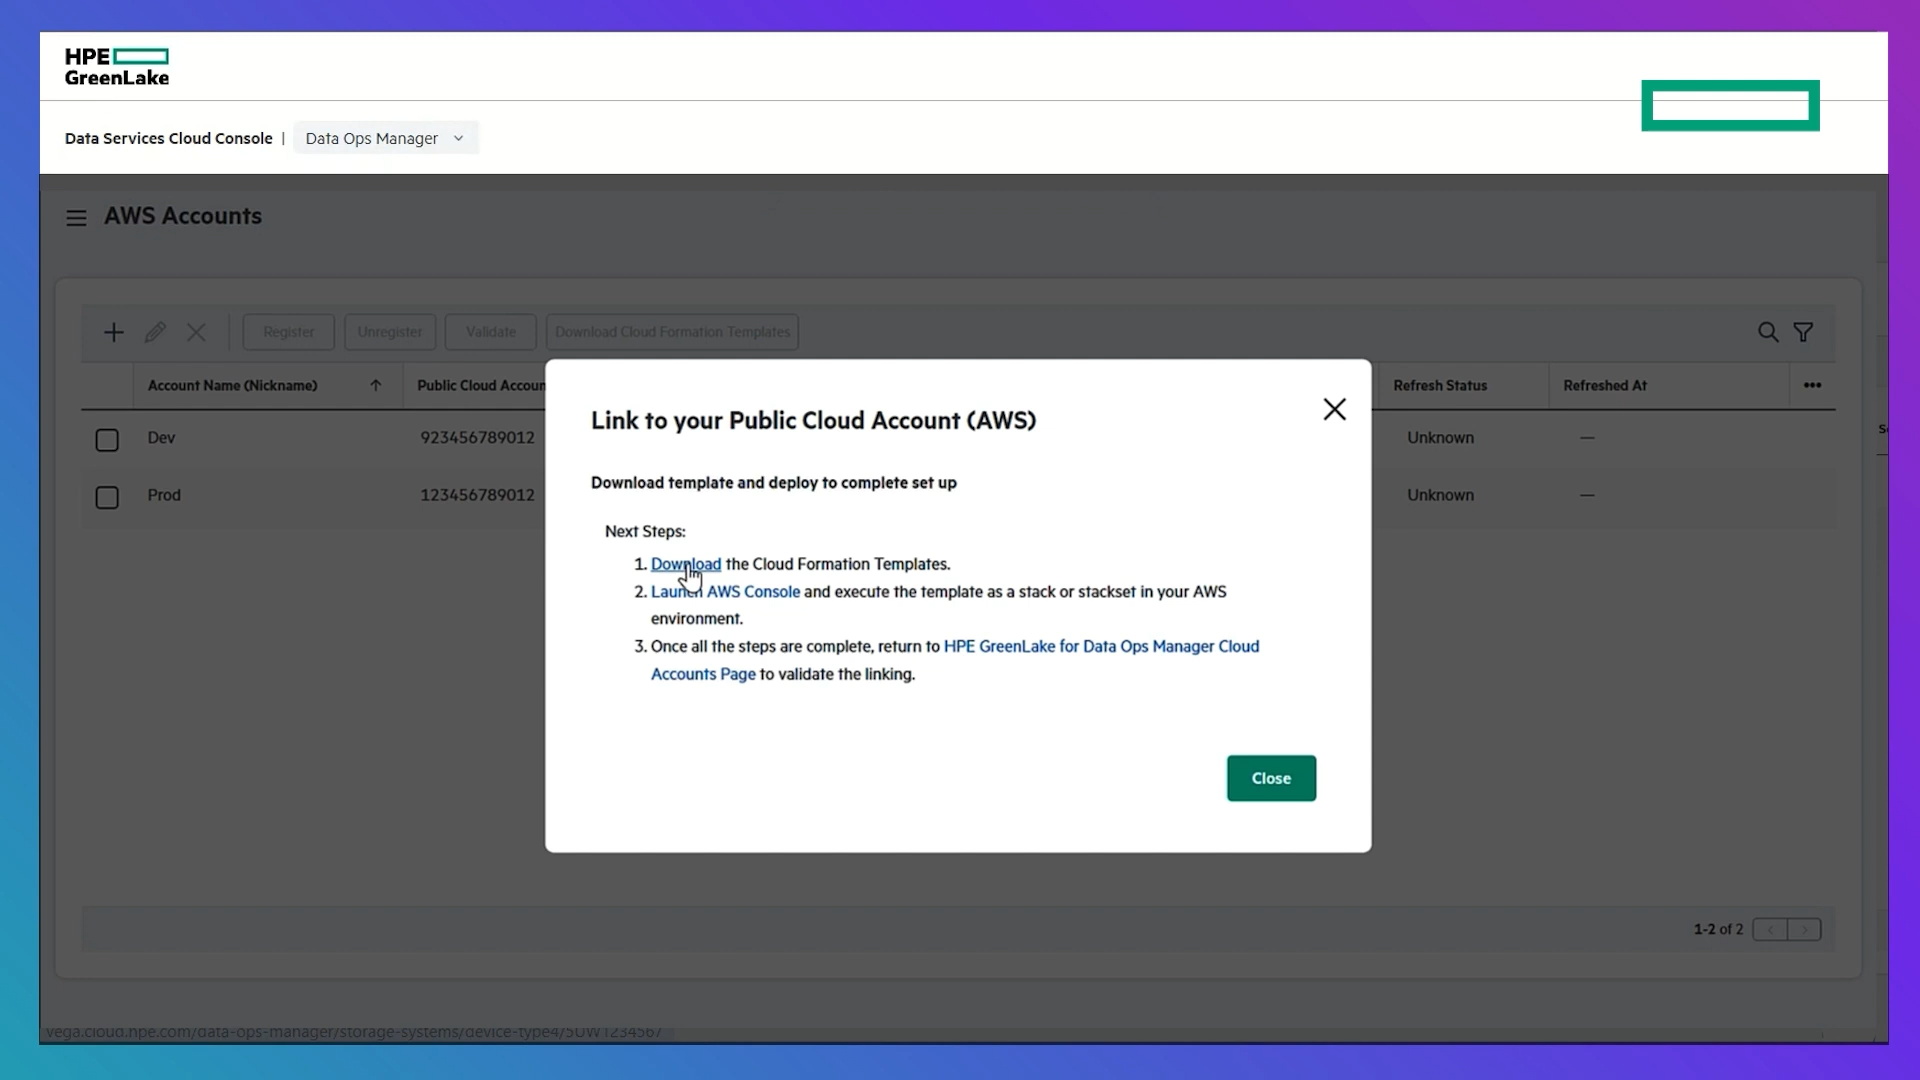 HPE
GreenLake
Data Services Cloud Console | Data Ops Manager
AWS Accounts
Register Unregister Validate Download Cloud Formation Templates
Account Name (Nickname) Public Cloud Accoun Refresh Status Refreshed At
Dev 923456789012 Unknown —
Prod 123456789012 Unknown —
Link to your Public Cloud Account (AWS)
Download template and deploy to complete set up
Next Steps:
1. Download the Cloud Formation Templates.
2. Launch AWS Console and execute the template as a stack or stackset in your AWS
environment.
3. Once all the steps are complete, return to HPE GreenLake for Data Ops Manager Cloud
Accounts Page to validate the linking.
Close
1-2 of 2
vega.cloud.hpe.com/data-ops-manager/storage-systems/device-type4/5UW1234567